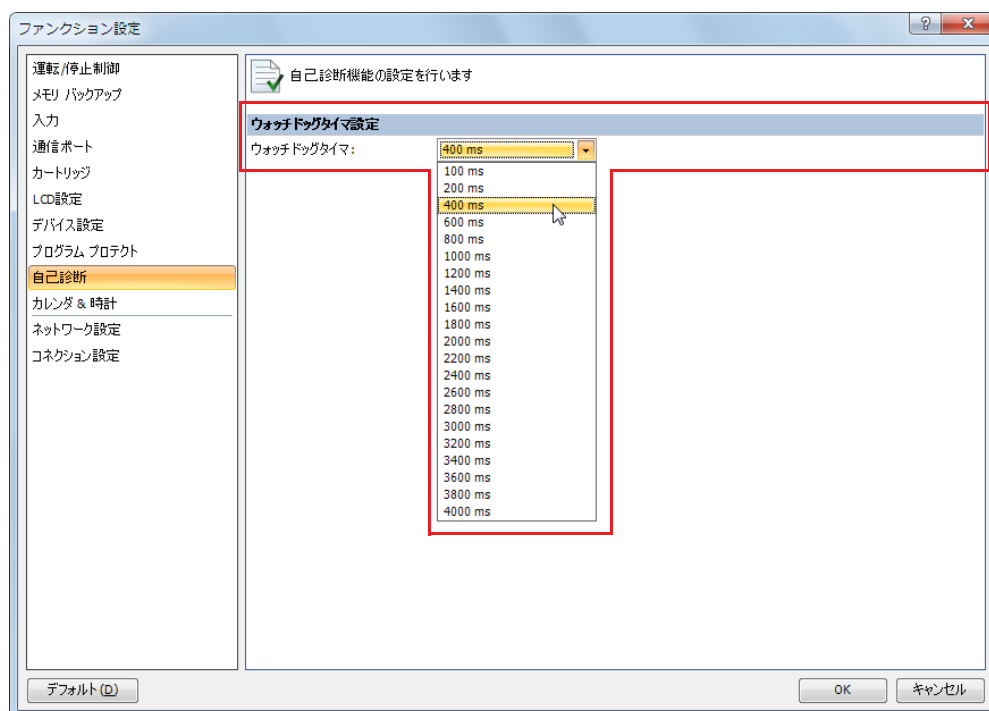 ファンクション設定
?
運転/停止制御
メモリ バックアップ
入力
通信ポート
カートリッジ
LCD設定
デバイス設定
プログラム プロテクト
自己診断
カレンダ & 時計
ネットワーク設定
コネクション設定
自己診断機能の設定を行います
ウォッチドッグタイマ設定
ウォッチドッグタイマ:
400 ms
100 ms
200 ms
400 ms
600 ms
800 ms
1000 ms
1200 ms
1400 ms
1600 ms
1800 ms
2000 ms
2200 ms
2400 ms
2600 ms
2800 ms
3000 ms
3200 ms
3400 ms
3600 ms
3800 ms
4000 ms
デフォルト(D)
OK
キャンセル